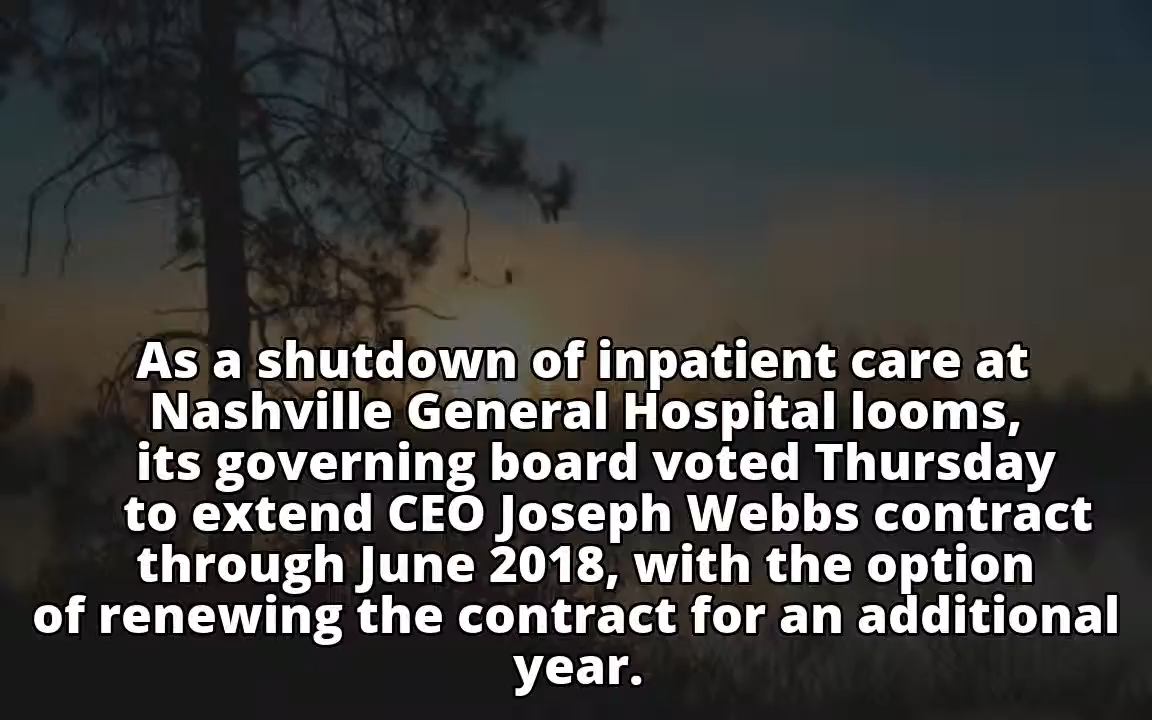 As a shutdown of inpatient care at
Nashville General Hospital looms,
its governing board voted Thursday
to extend CEO Joseph Webbs contract
through June 2018, with the option
of renewing the contract for an additional
year.